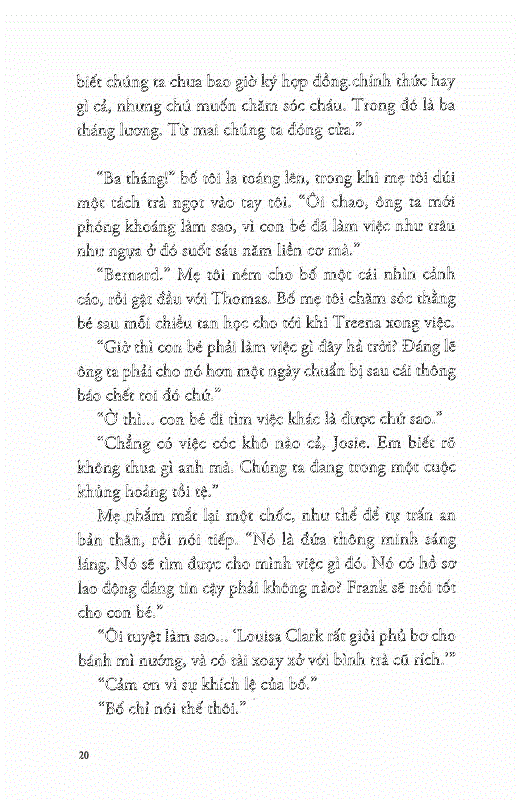 biết chúng ta chưa bao giờ ký hợp đồng chính thức hay
gì cả, nhưng chú muốn chăm sóc cháu. Trong đó là ba
tháng lương. Từ mai chúng ta đóng cửa.”
“Ba tháng!” bố tôi la toáng lên, trong khi mẹ tôi dúi
một tách trà ngọt vào tay tôi. “Ôi chao, ông ta mới
phóng khoáng làm sao, vì con bé đã làm việc như trâu
như ngựa ở đó suốt sáu năm liền cơ mà.”
“Bernard.” Mẹ tôi ném cho bố một cái nhìn cảnh
cáo, rồi gật đầu với Thomas. Bố mẹ tôi chăm sóc thằng
bé sau mỗi chiều tan học cho tới khi Treena xong việc.
“Giờ thì con bé phải làm việc gì đây hả trời? Đáng lẽ
ông ta phải cho nó hơn một ngày chuẩn bị sau cái thông
báo chết toi đó chứ.”
“Ờ thì... con bé đi tìm việc khác là được chứ sao.”
“Chẳng có việc cóc khô nào cả, Josie. Em biết rõ
không thua gì anh mà. Chúng ta đang trong một cuộc
khủng hoảng tồi tệ.”
Mẹ nhắm mắt lại một chốc, như thể để tự trấn an
bản thân, rồi nói tiếp. “Nó là đứa thông minh sáng
láng. Nó sẽ tìm được cho mình việc gì đó. Nó có hồ sơ
lao động đáng tin cậy phải không nào? Frank sẽ nói tốt
cho con bé.”
“Ôi tuyệt làm sao... ‘Louisa Clark rất giỏi phủ bơ cho
bánh mì nướng, và có tài xoay xở với bình trà cũ rích.’”
“Cảm ơn vì sự khích lệ của bố.”
“Bố chỉ nói thế thôi.”
20